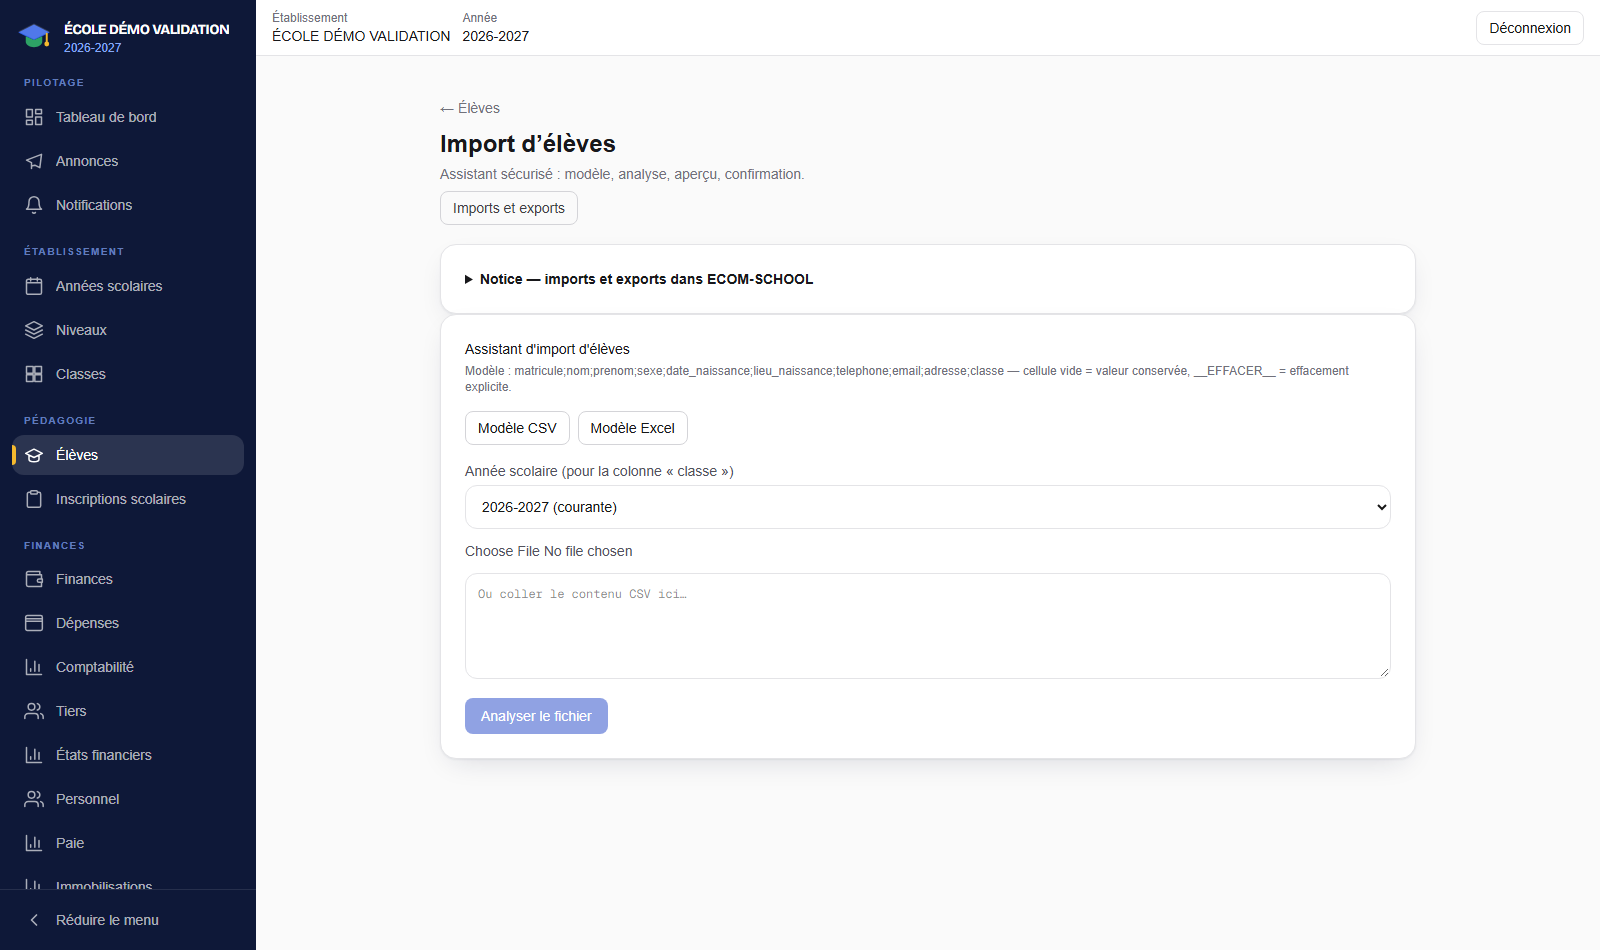 ÉCOLE DÉMO VALIDATION
2026-2027
PILOTAGE
Tableau de bord
Annonces
Notifications
ÉTABLISSEMENT
Années scolaires
Niveaux
Classes
PÉDAGOGIE
Élèves
Inscriptions scolaires
FINANCES
Finances
Dépenses
Comptabilité
Tiers
États financiers
Personnel
Paie
Immobilisations
Réduire le menu
Établissement
ÉCOLE DÉMO VALIDATION
Année
2026-2027
Déconnexion
← Élèves
Import d’élèves
Assistant sécurisé : modèle, analyse, aperçu, confirmation.
Imports et exports
Notice — imports et exports dans ECOM-SCHOOL
Assistant d'import d'élèves
Modèle : matricule;nom;prenom;sexe;date_naissance;lieu_naissance;telephone;email;adresse;classe — cellule vide = valeur conservée, __EFFACER__ = effacement
explicite.
Modèle CSV
Modèle Excel
Année scolaire (pour la colonne « classe »)
2026-2027 (courante)
Choose File No file chosen
Ou coller le contenu CSV ici…
Analyser le fichier